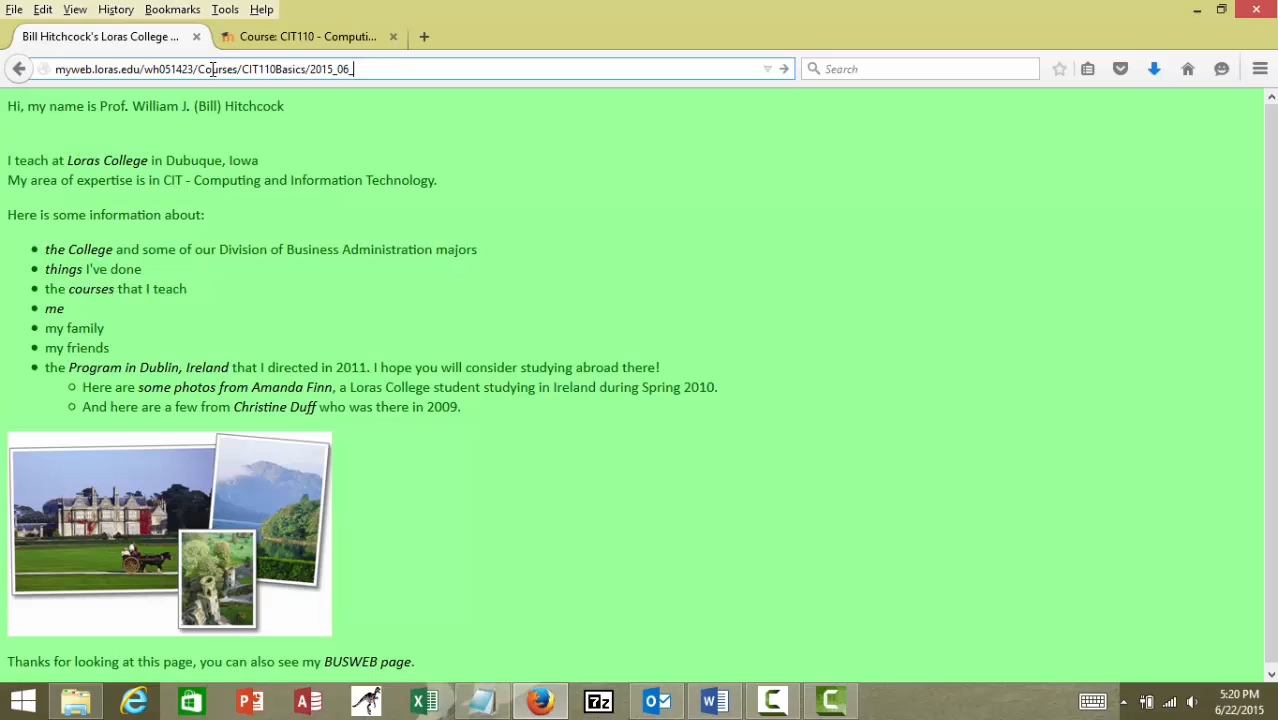 File Edit View History Bookmarks Tools Help
Bill Hitchcock's Loras College ... Course: CIT110 - Computi...
myweb.loras.edu/wh051423/Courses/CIT110Basics/2015_06_ Search
Hi, my name is Prof. William J. (Bill) Hitchcock
I teach at Loras College in Dubuque, Iowa
My area of expertise is in CIT - Computing and Information Technology.
Here is some information about:
the College and some of our Division of Business Administration majors
things I've done
the courses that I teach
me
my family
my friends
the Program in Dublin, Ireland that I directed in 2011. I hope you will consider studying abroad there!
Here are some photos from Amanda Finn, a Loras College student studying in Ireland during Spring 2010.
And here are a few from Christine Duff who was there in 2009.
Thanks for looking at this page, you can also see my BUSWEB page.
5:20 PM
6/22/2015